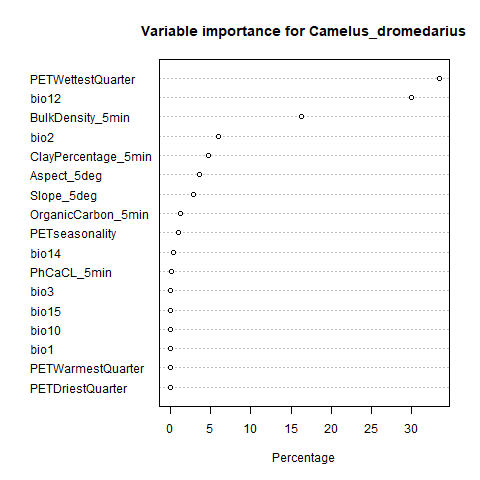 Variable importance for Camelus_dromedarius
PETWettestQuarter
bio12
BulkDensity_5min
bio2
ClayPercentage_5min
Aspect_5deg
Slope_5deg
OrganicCarbon_5min
PETseasonality
bio14
PhCaCL_5min
bio3
bio15
bio10
bio1
PETWarmestQuarter
PETDriestQuarter
0 5 10 15 20 25 30
Percentage